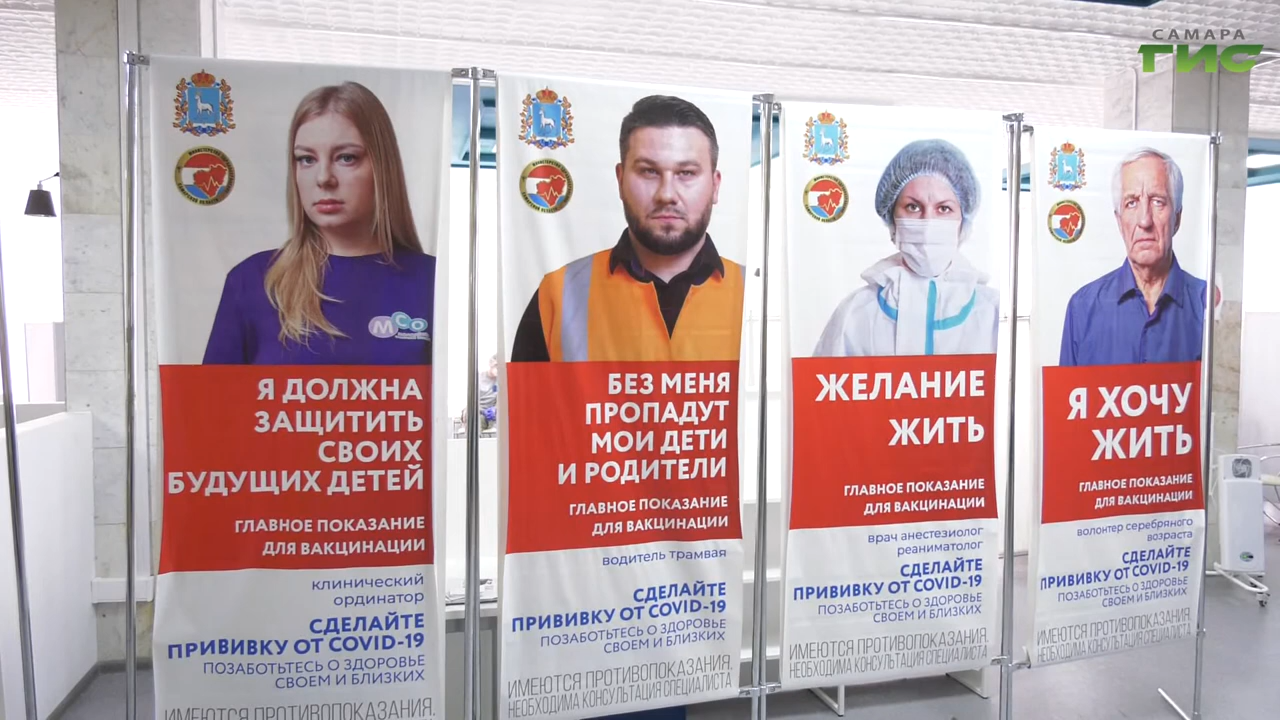 САМАРА
ГИС
МСО
Я ДОЛЖНА
ЗАЩИТИТЬ
СВОИХ
БУДУЩИХ ДЕТЕЙ
ГЛАВНОЕ ПОКАЗАНИЕ
ДЛЯ ВАКЦИНАЦИИ
клинический
ординатор
СДЕЛАЙТЕ
ПРИВИВКУ ОТ COVID-19
ПОЗАБОТЬТЕСЬ О ЗДОРОВЬЕ
СВОЕМ И БЛИЗКИХ
ИМЕЮТСЯ ПРОТИВОПОКАЗАНИЯ.
БЕЗ МЕНЯ
ПРОПАДУТ
МОИ ДЕТИ
И РОДИТЕЛИ
ГЛАВНОЕ ПОКАЗАНИЕ
ДЛЯ ВАКЦИНАЦИИ
водитель трамвая
СДЕЛАЙТЕ
ПРИВИВКУ ОТ COVID-19
ПОЗАБОТЬТЕСЬ О ЗДОРОВЬЕ
СВОЕМ И БЛИЗКИХ
ИМЕЮТСЯ ПРОТИВОПОКАЗАНИЯ.
НЕОБХОДИМА КОНСУЛЬТАЦИЯ СПЕЦИАЛИСТА
ЖЕЛАНИЕ
ЖИТЬ
ГЛАВНОЕ ПОКАЗАНИЕ
ДЛЯ ВАКЦИНАЦИИ
врач анестезиолог
реаниматолог
СДЕЛАЙТЕ
ПРИВИВКУ ОТ COVID-19
ПОЗАБОТЬТЕСЬ О ЗДОРОВЬЕ
СВОЕМ И БЛИЗКИХ
ИМЕЮТСЯ ПРОТИВОПОКАЗАНИЯ.
НЕОБХОДИМА КОНСУЛЬТАЦИЯ СПЕЦИАЛИСТА
Я ХОЧУ
ЖИТЬ
ГЛАВНОЕ ПОКАЗАНИЕ
ДЛЯ ВАКЦИНАЦИИ
волонтер серебряного
возраста
СДЕЛАЙТЕ
ПРИВИВКУ ОТ COVID-19
ПОЗАБОТЬТЕСЬ О ЗДОРОВЬЕ
СВОЕМ И БЛИЗКИХ
ИМЕЮТСЯ ПРОТИВОПОКАЗАНИЯ.
НЕОБХОДИМА КОНСУЛЬТАЦИЯ СПЕЦИАЛИСТА